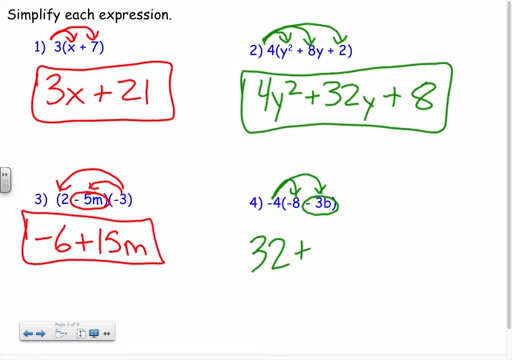 Simplify each expression.
1) 3(x + 7)
3x + 21
2) 4(y² + 8y + 2)
4y² + 32y + 8
3) (2 - 5m)(-3)
-6 + 15m
4) -4(-8 - 3b)
32 +